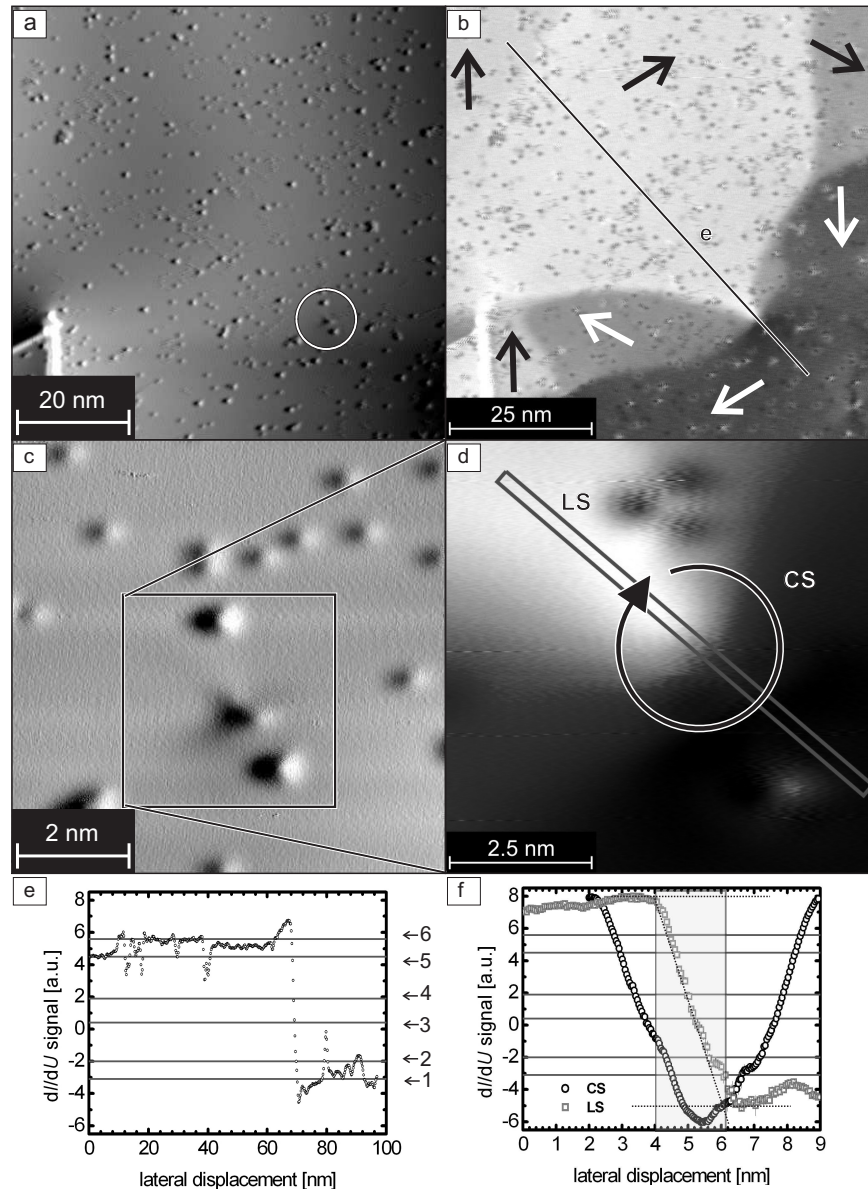 a
20 nm
b
e
25 nm
c
2 nm
d
LS
CS
2.5 nm
e
dI/dU signal [a.u.]
6
4
2
0
-2
-4
-6
←6
←5
←4
←3
←2
←1
0 20 40 60 80 100
lateral displacement [nm]
f
dI/dU signal [a.u.]
8
6
4
2
0
-2
-4
-6
CS
LS
0 1 2 3 4 5 6 7 8 9
lateral displacement [nm]